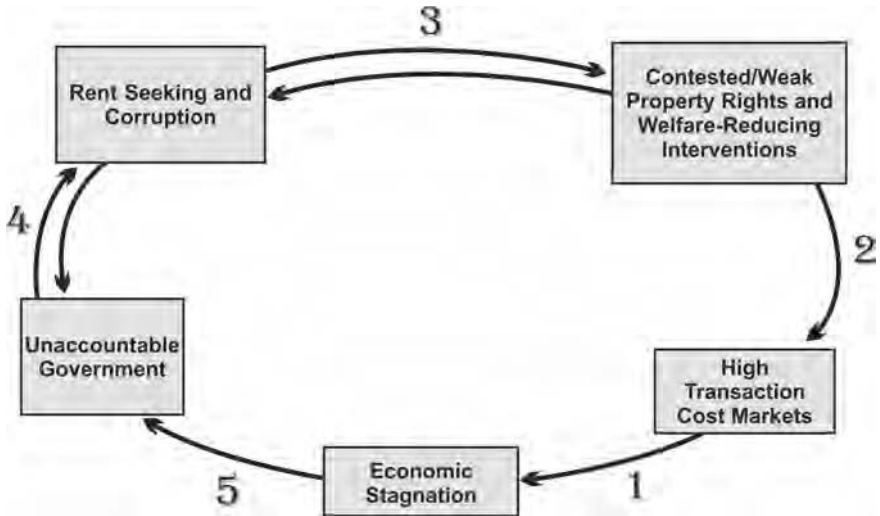 3
Rent Seeking and
Corruption
Contested/Weak
Property Rights and
Welfare-Reducing
Interventions
4
2
Unaccountable
Government
High
Transaction
Cost Markets
Economic
Stagnation
5
1